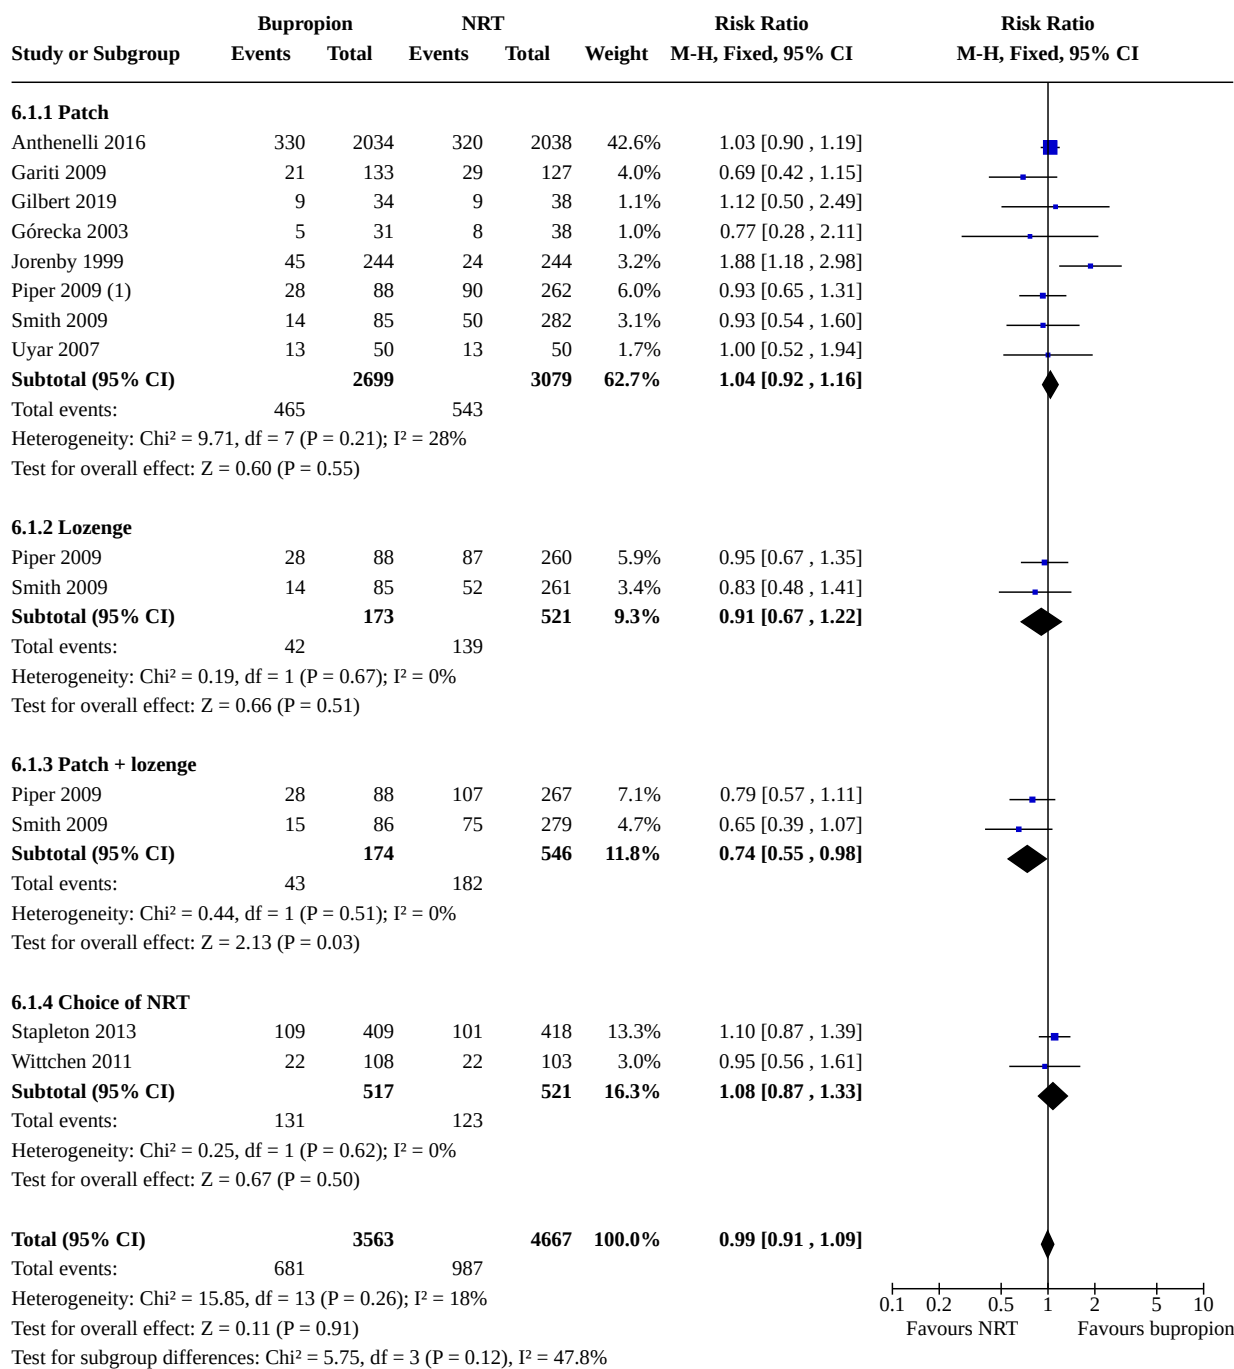 Bupropion NRT Risk Ratio Risk Ratio
Study or Subgroup Events Total Events Total Weight M-H, Fixed, 95% CI M-H, Fixed, 95% CI
6.1.1 Patch
Anthenelli 2016 330 2034 320 2038 42.6% 1.03 [0.90 , 1.19]
Gariti 2009 21 133 29 127 4.0% 0.69 [0.42 , 1.15]
Gilbert 2019 9 34 9 38 1.1% 1.12 [0.50 , 2.49]
Górecka 2003 5 31 8 38 1.0% 0.77 [0.28 , 2.11]
Jorenby 1999 45 244 24 244 3.2% 1.88 [1.18 , 2.98]
Piper 2009 (1) 28 88 90 262 6.0% 0.93 [0.65 , 1.31]
Smith 2009 14 85 50 282 3.1% 0.93 [0.54 , 1.60]
Uyar 2007 13 50 13 50 1.7% 1.00 [0.52 , 1.94]
Subtotal (95% CI) 2699 3079 62.7% 1.04 [0.92 , 1.16]
Total events: 465 543
Heterogeneity: Chi² = 9.71, df = 7 (P = 0.21); I² = 28%
Test for overall effect: Z = 0.60 (P = 0.55)
6.1.2 Lozenge
Piper 2009 28 88 87 260 5.9% 0.95 [0.67 , 1.35]
Smith 2009 14 85 52 261 3.4% 0.83 [0.48 , 1.41]
Subtotal (95% CI) 173 521 9.3% 0.91 [0.67 , 1.22]
Total events: 42 139
Heterogeneity: Chi² = 0.19, df = 1 (P = 0.67); I² = 0%
Test for overall effect: Z = 0.66 (P = 0.51)
6.1.3 Patch + lozenge
Piper 2009 28 88 107 267 7.1% 0.79 [0.57 , 1.11]
Smith 2009 15 86 75 279 4.7% 0.65 [0.39 , 1.07]
Subtotal (95% CI) 174 546 11.8% 0.74 [0.55 , 0.98]
Total events: 43 182
Heterogeneity: Chi² = 0.44, df = 1 (P = 0.51); I² = 0%
Test for overall effect: Z = 2.13 (P = 0.03)
6.1.4 Choice of NRT
Stapleton 2013 109 409 101 418 13.3% 1.10 [0.87 , 1.39]
Wittchen 2011 22 108 22 103 3.0% 0.95 [0.56 , 1.61]
Subtotal (95% CI) 517 521 16.3% 1.08 [0.87 , 1.33]
Total events: 131 123
Heterogeneity: Chi² = 0.25, df = 1 (P = 0.62); I² = 0%
Test for overall effect: Z = 0.67 (P = 0.50)
Total (95% CI) 3563 4667 100.0% 0.99 [0.91 , 1.09]
Total events: 681 987
Heterogeneity: Chi² = 15.85, df = 13 (P = 0.26); I² = 18%
0.1 0.2 0.5 1 2 5 10
Test for overall effect: Z = 0.11 (P = 0.91)
Favours NRT Favours bupropion
Test for subgroup differences: Chi² = 5.75, df = 3 (P = 0.12), I² = 47.8%